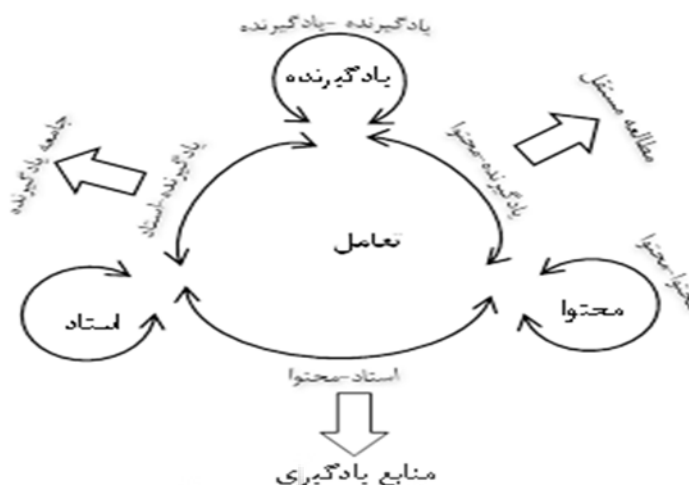 یادگیرنده -یادگیرنده
یادگیرنده
مطالعه مستقل
جامعه یادگیرنده
یادگیرنده-استاد
یادگیرنده-محتوا
تعامل
محتوا-محتوا
استاد
محتوا
استاد-محتوا
منابع یادگیری